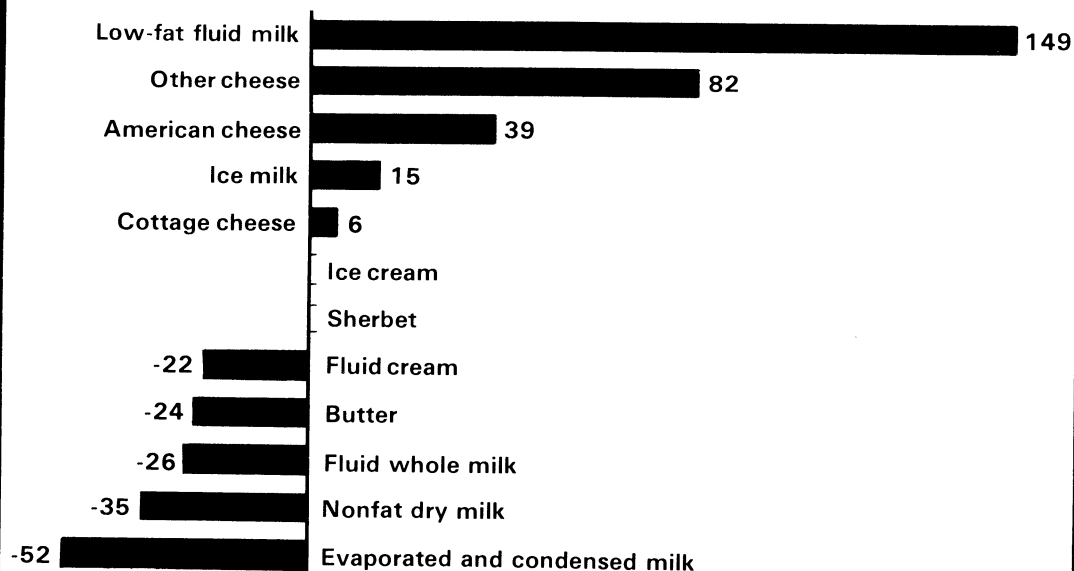 Low-fat fluid milk 149
Other cheese 82
American cheese 39
Ice milk 15
Cottage cheese 6
Ice cream
Sherbet
-22 Fluid cream
-24 Butter
-26 Fluid whole milk
-35 Nonfat dry milk
-52 Evaporated and condensed milk